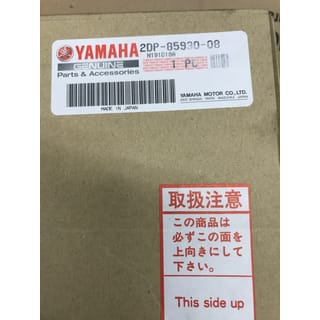 YAMAHA 2DP-85930-08
GENUINE
Parts & Accessories
1 PC
MADE IN JAPAN
YAMAHA MOTOR CO.,LTD.
取扱注意
この商品は
必ずこの面を
上向きにして
下さい。
This side up